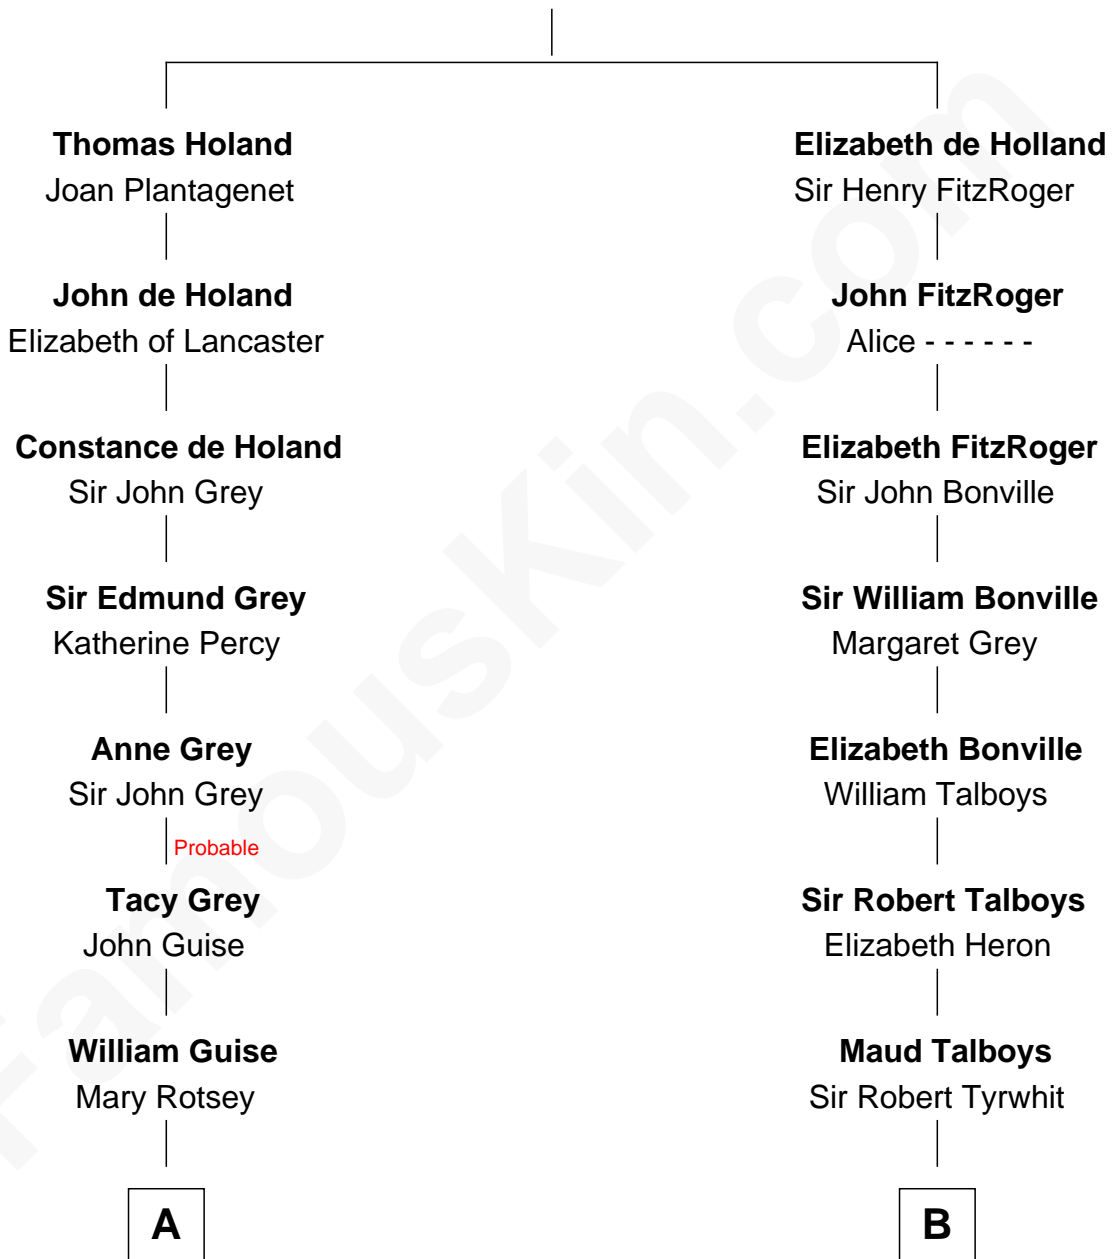 Thomas Holand
Joan Plantagenet
John de Holand
Elizabeth of Lancaster
Constance de Holand
Sir John Grey
Sir Edmund Grey
Katherine Percy
Anne Grey
Sir John Grey
Probable
Tacy Grey
John Guise
William Guise
Mary Rotsey
A
Elizabeth de Holland
Sir Henry FitzRoger
John FitzRoger
Alice - - - - - -
Elizabeth FitzRoger
Sir John Bonville
Sir William Bonville
Margaret Grey
Elizabeth Bonville
William Talboys
Sir Robert Talboys
Elizabeth Heron
Maud Talboys
Sir Robert Tyrwhit
B
FamousKin.com